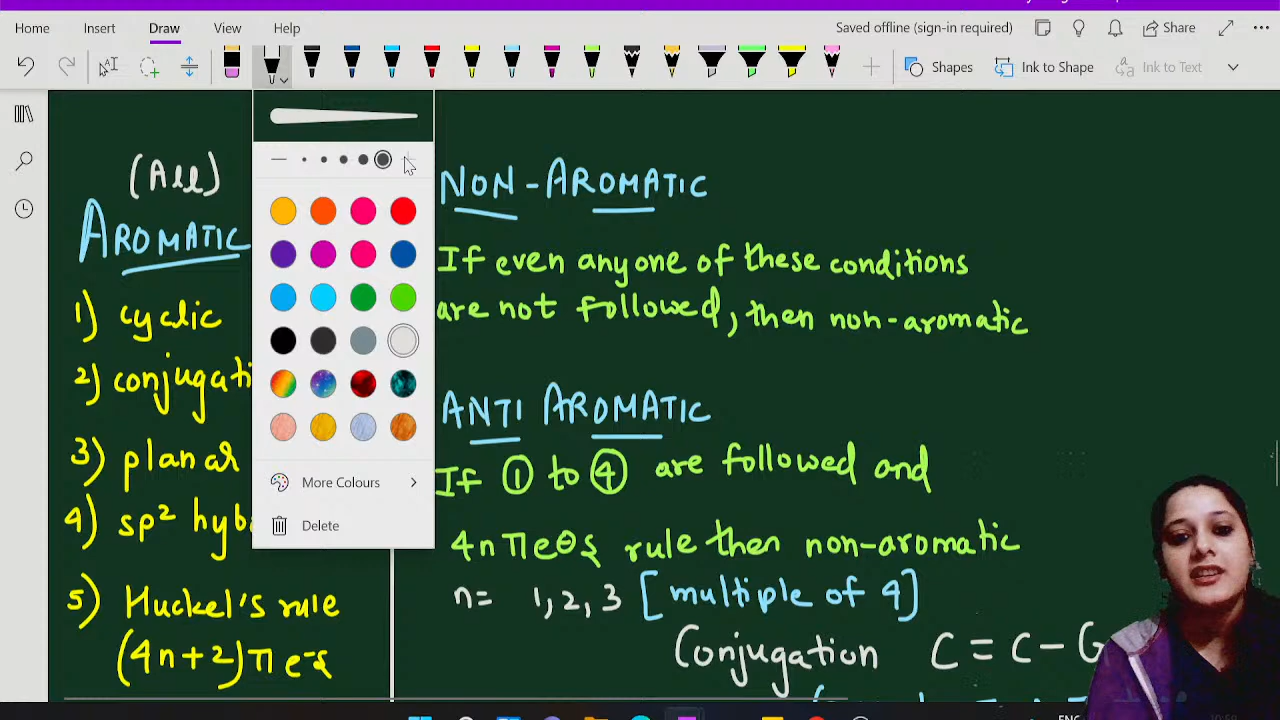 Home Insert Draw View Help
Saved offline (sign-in required) Share
Shapes Ink to Shape Ink to Text
(All)
AROMATIC
1) cyclic
2) conjugati
3) planar
4) sp² hyb
5) Huckel's rule
(4n+2)π e-s
More Colours
Delete
NON-AROMATIC
If even anyone of these conditions
are not followed, then non-aromatic
ANTI AROMATIC
If ① to ④ are followed and
4nπeΘs rule then non-aromatic
n= 1,2,3 [multiple of 4]
Conjugation C=C-C
ENG